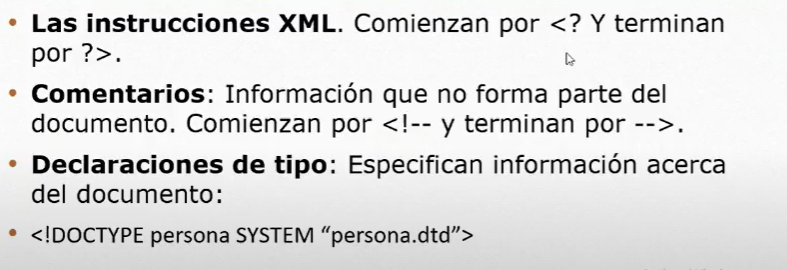 • Las instrucciones XML. Comienzan por <? Y terminan
por ?>.
• Comentarios: Información que no forma parte del
documento. Comienzan por <!-- y terminan por -->.
• Declaraciones de tipo: Especifican información acerca
del documento:
• <!DOCTYPE persona SYSTEM “persona.dtd”>